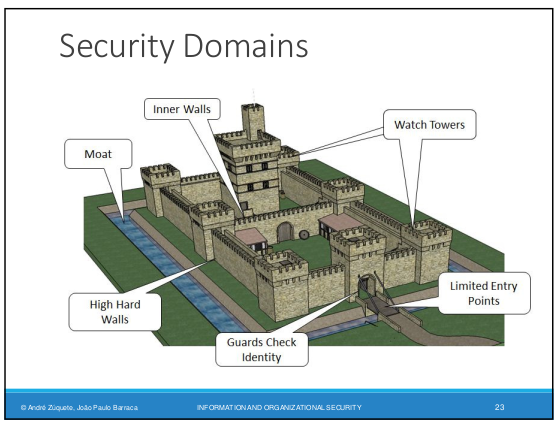 Security Domains
Inner Walls
Watch Towers
Moat
Limited Entry
Points
High Hard
Walls
Guards Check
Identity
© André Zúquete, João Paulo Barraca
INFORMATION AND ORGANIZATIONAL SECURITY
23